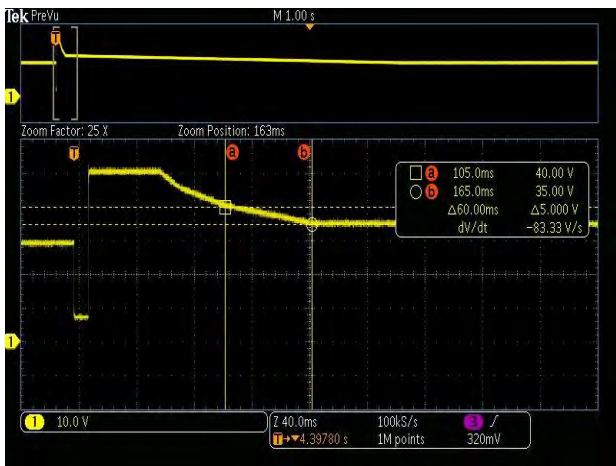 Tek PreVu M 1.00 s
T
1
Zoom Factor: 25 X Zoom Position: 163ms
T a b
a 105.0ms 40.00 V
b 165.0ms 35.00 V
Δ60.00ms Δ5.000 V
dV/dt −83.33 V/s
1
1 10.0 V
Z 40.0ms 100kS/s 3
T→▼4.39780 s 1M points 320mV